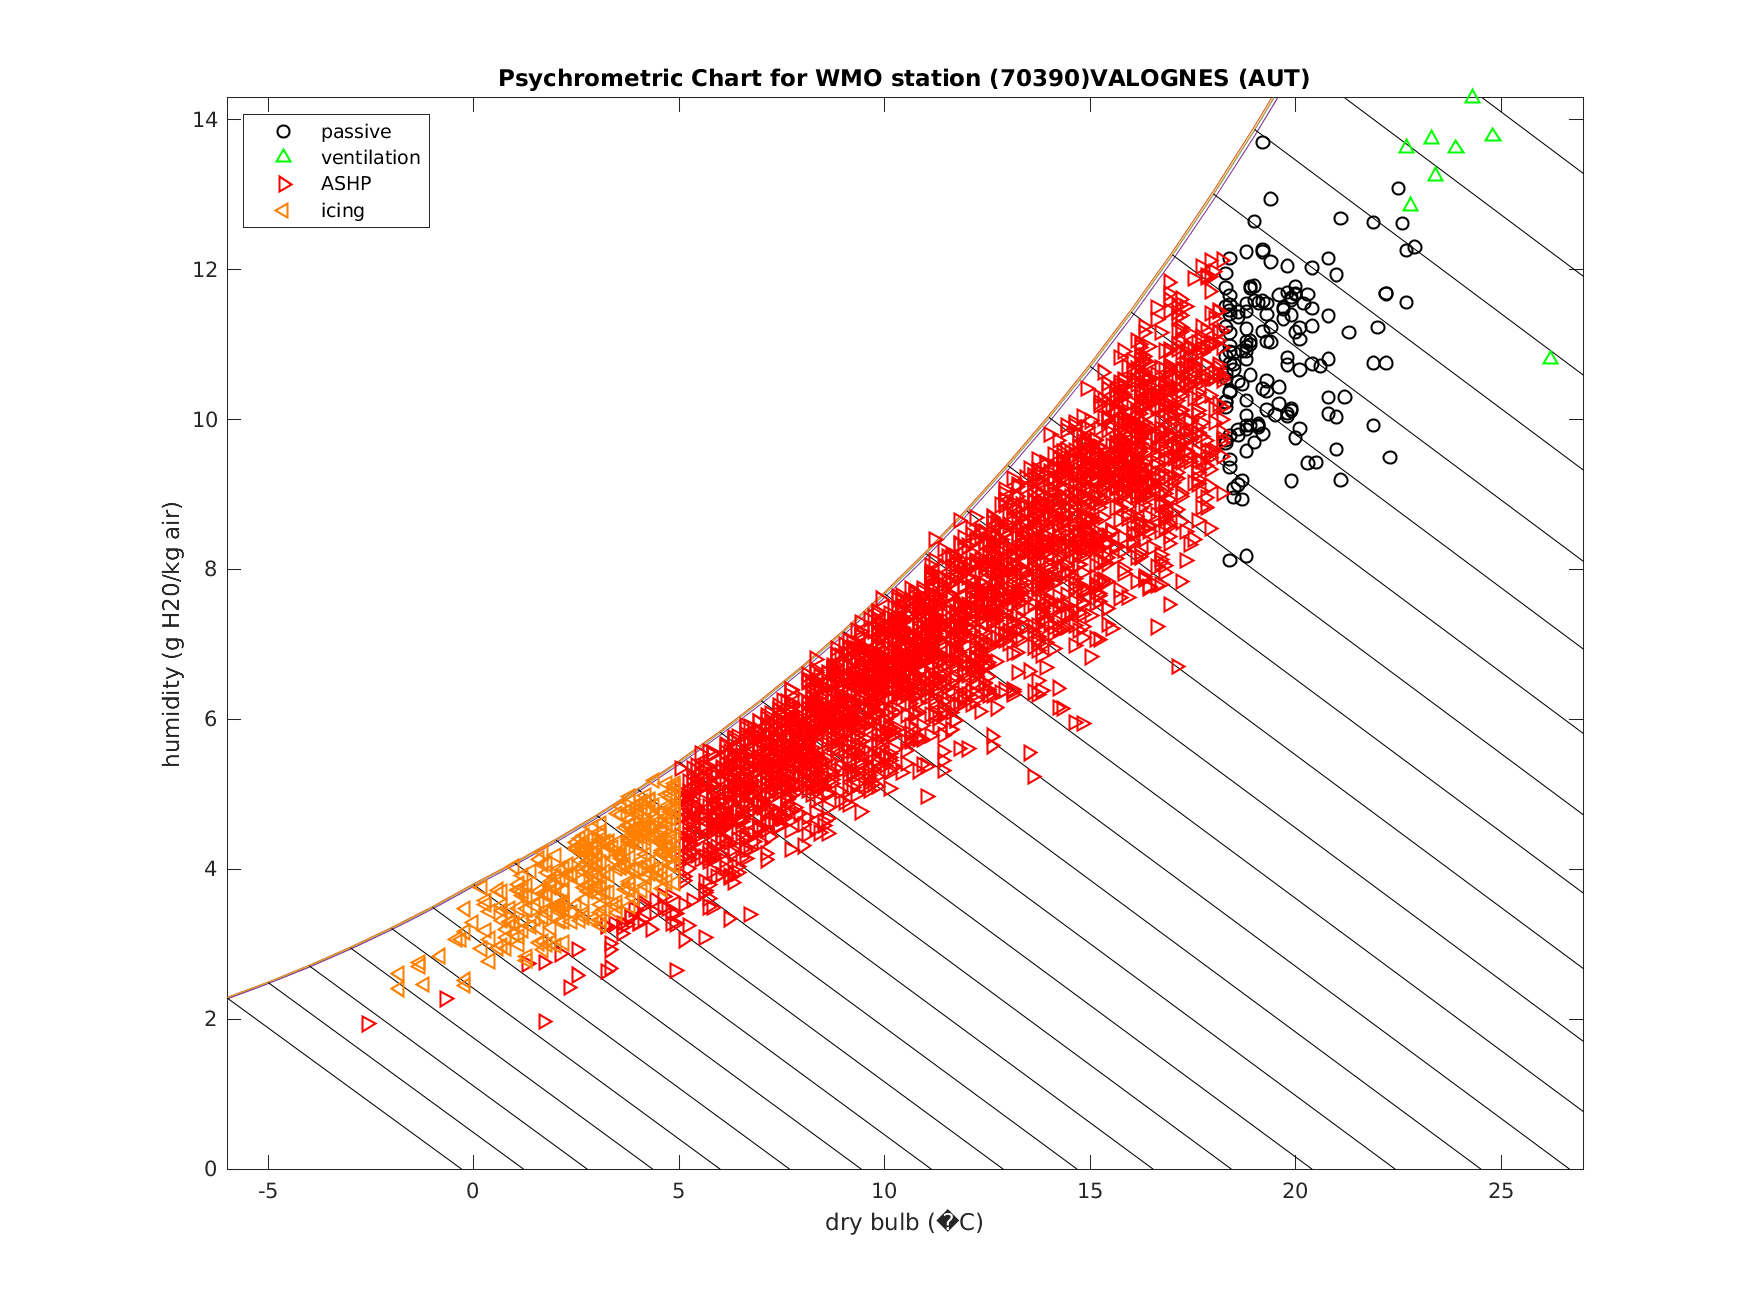 Psychrometric Chart for WMO station (70390)VALOGNES (AUT)
passive
ventilation
ASHP
icing
14
12
10
8
6
4
2
0
humidity (g H20/kg air)
-5
0
5
10
15
20
25
dry bulb (�C)